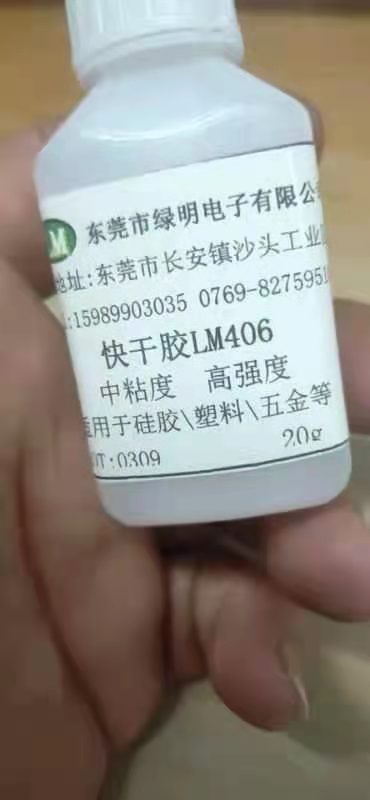 M 东莞市绿明电子有限公
地址:东莞市长安镇沙头工业
:15989903035 0769-8275951
快干胶LM406
中粘度 高强度
适用于硅胶\塑料\五金等
20g
OT:0309